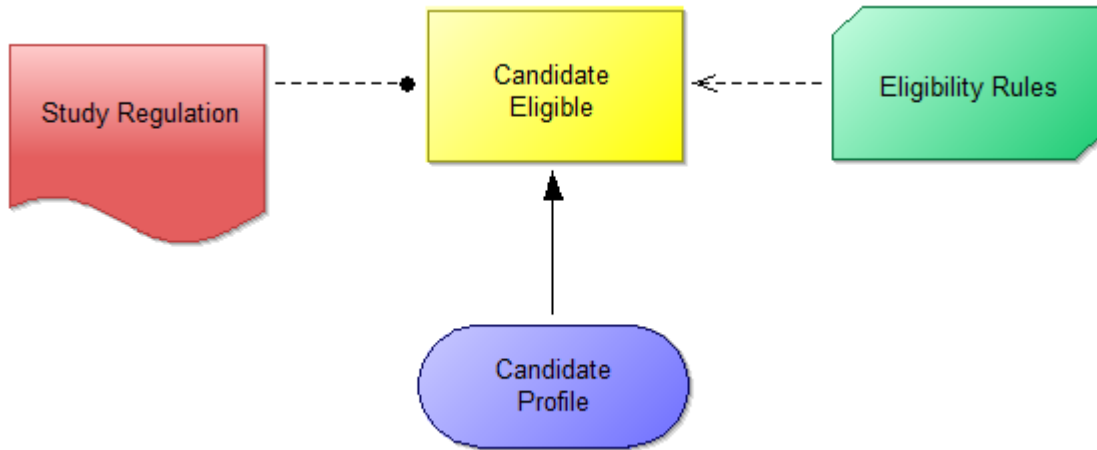 Study Regulation
Candidate
Eligible
Eligibility Rules
Candidate
Profile